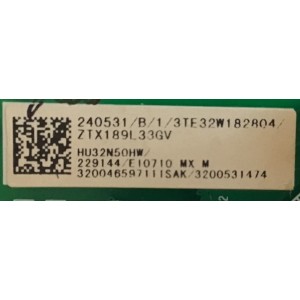 240531/B/1/3TE32W182804/
ZTX189L33GV
HU32N50HW/
229144/E10710 MX M
320046597111SAK/3200531474